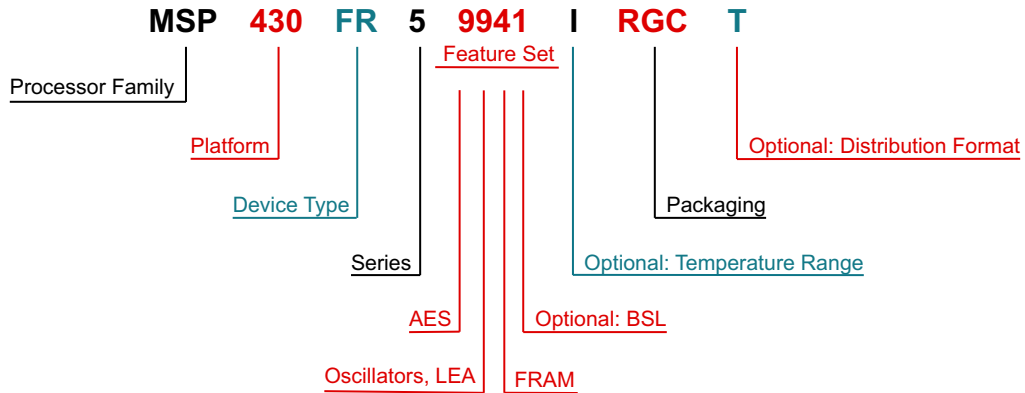 MSP 430 FR 5 9941 I RGC T
Feature Set
Processor Family
Platform
Optional: Distribution Format
Device Type
Packaging
Series
Optional: Temperature Range
AES
Optional: BSL
Oscillators, LEA
FRAM